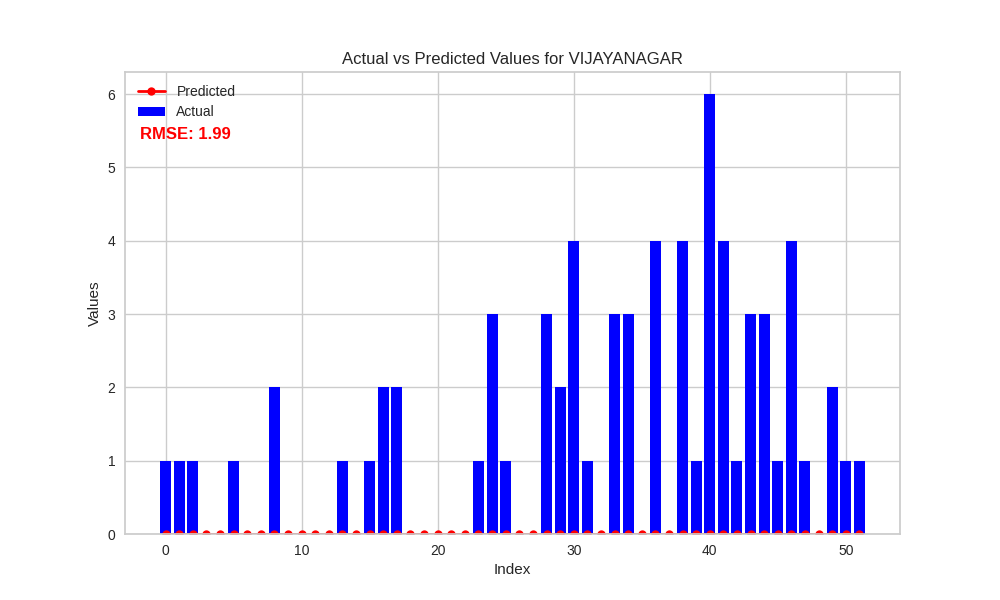 Actual vs Predicted Values for VIJAYANAGAR
Predicted
Actual
RMSE: 1.99
6
5
4
3
2
1
0
Values
0 10 20 30 40 50
Index